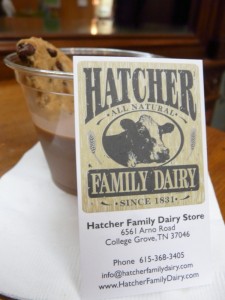 HATCHER
ALL NATURAL
FAMILY DAIRY
SINCE 1831
Hatcher Family Dairy Store
6561 Arno Road
College Grove, TN 37046
Phone 615-368-3405
info@hatcherfamilydairy.com
www.HatcherFamilyDairy.com